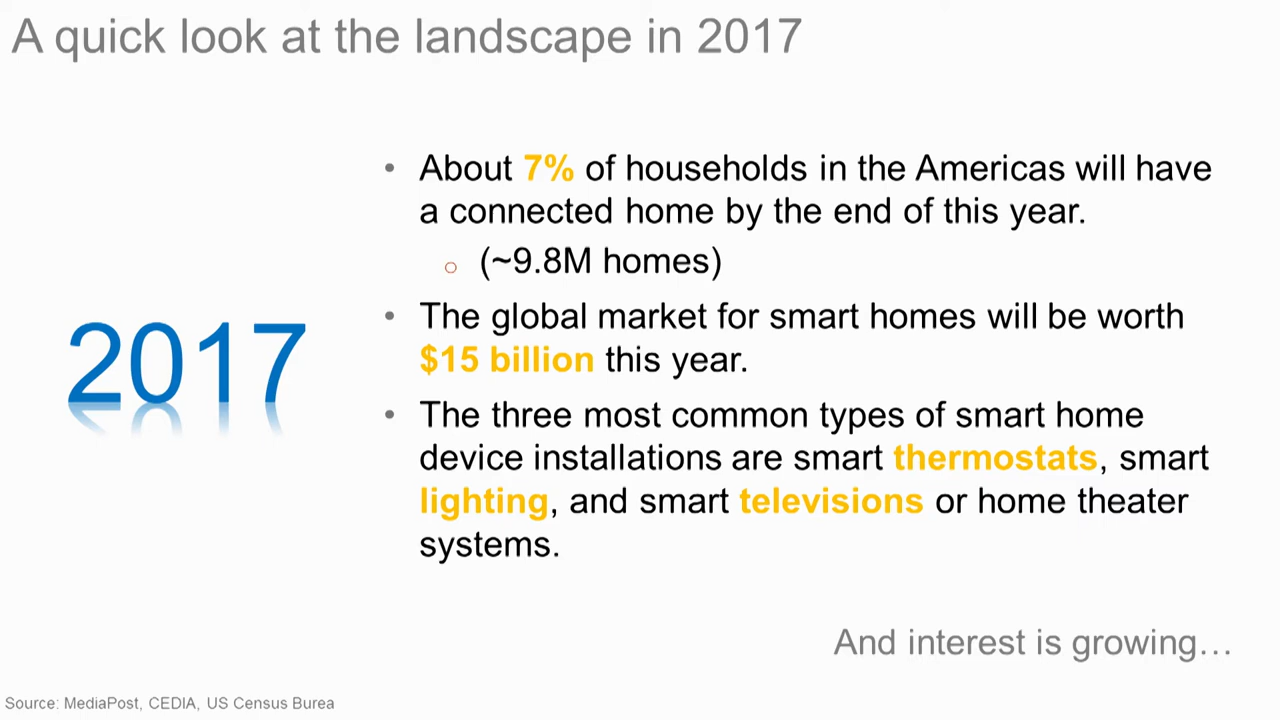 A quick look at the landscape in 2017
2017
• About 7% of households in the Americas will have
a connected home by the end of this year.
○ (~9.8M homes)
• The global market for smart homes will be worth
$15 billion this year.
• The three most common types of smart home
device installations are smart thermostats, smart
lighting, and smart televisions or home theater
systems.
And interest is growing…
Source: MediaPost, CEDIA, US Census Burea